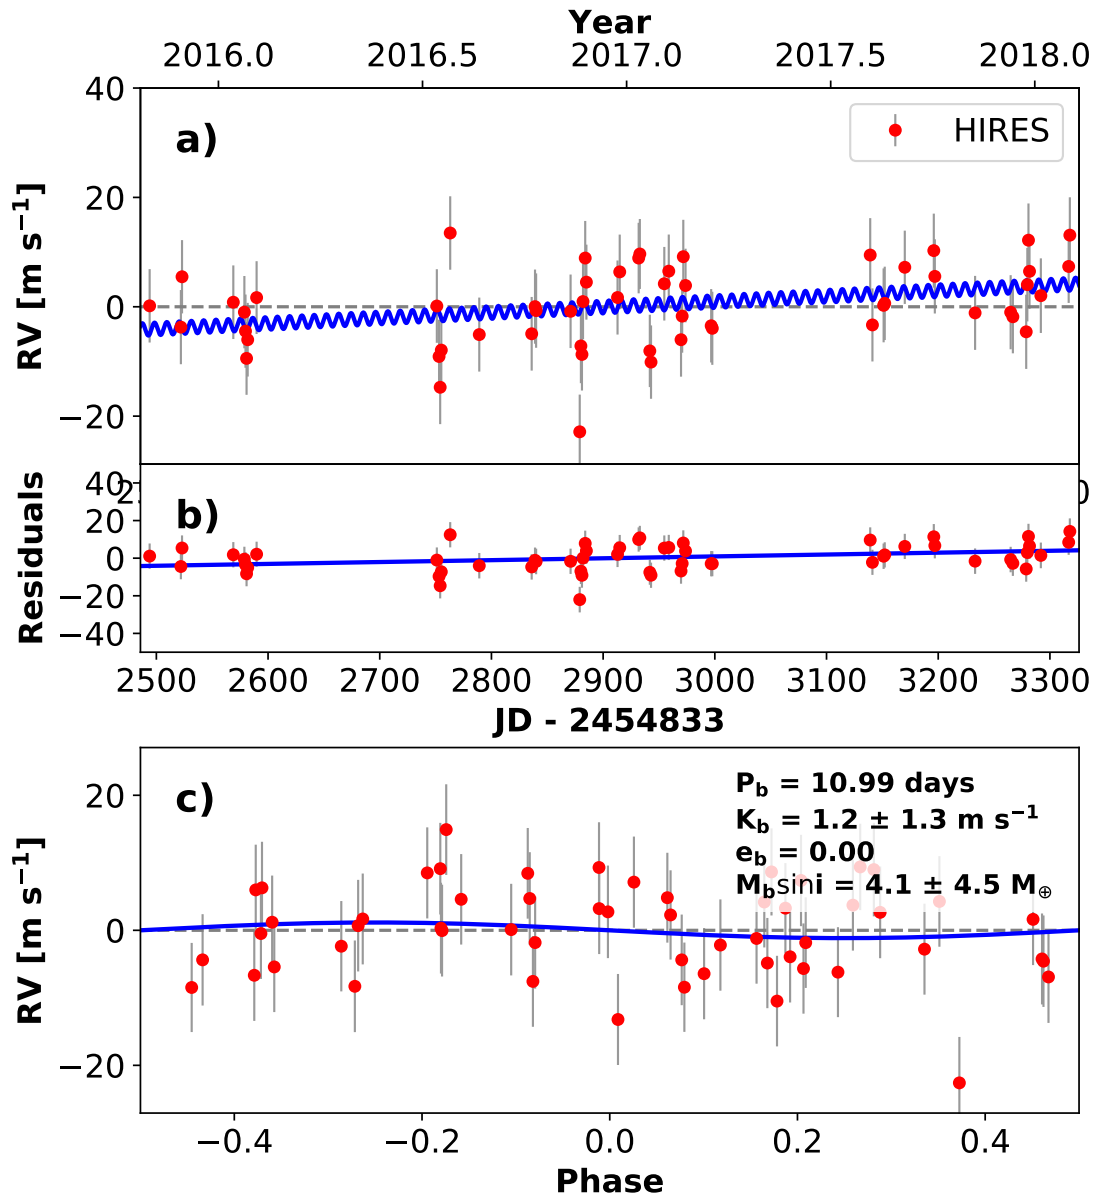 Year
2016.0 2016.5 2017.0 2017.5 2018.0
a)
HIRES
RV [m s⁻¹]
40
20
0
−20
b)
Residuals
40
20
0
−20
−40
2500 2600 2700 2800 2900 3000 3100 3200 3300
JD - 2454833
c)
P_b = 10.99 days
K_b = 1.2 ± 1.3 m s⁻¹
e_b = 0.00
M_b sini = 4.1 ± 4.5 M_⊕
RV [m s⁻¹]
20
0
−20
−0.4 −0.2 0.0 0.2 0.4
Phase